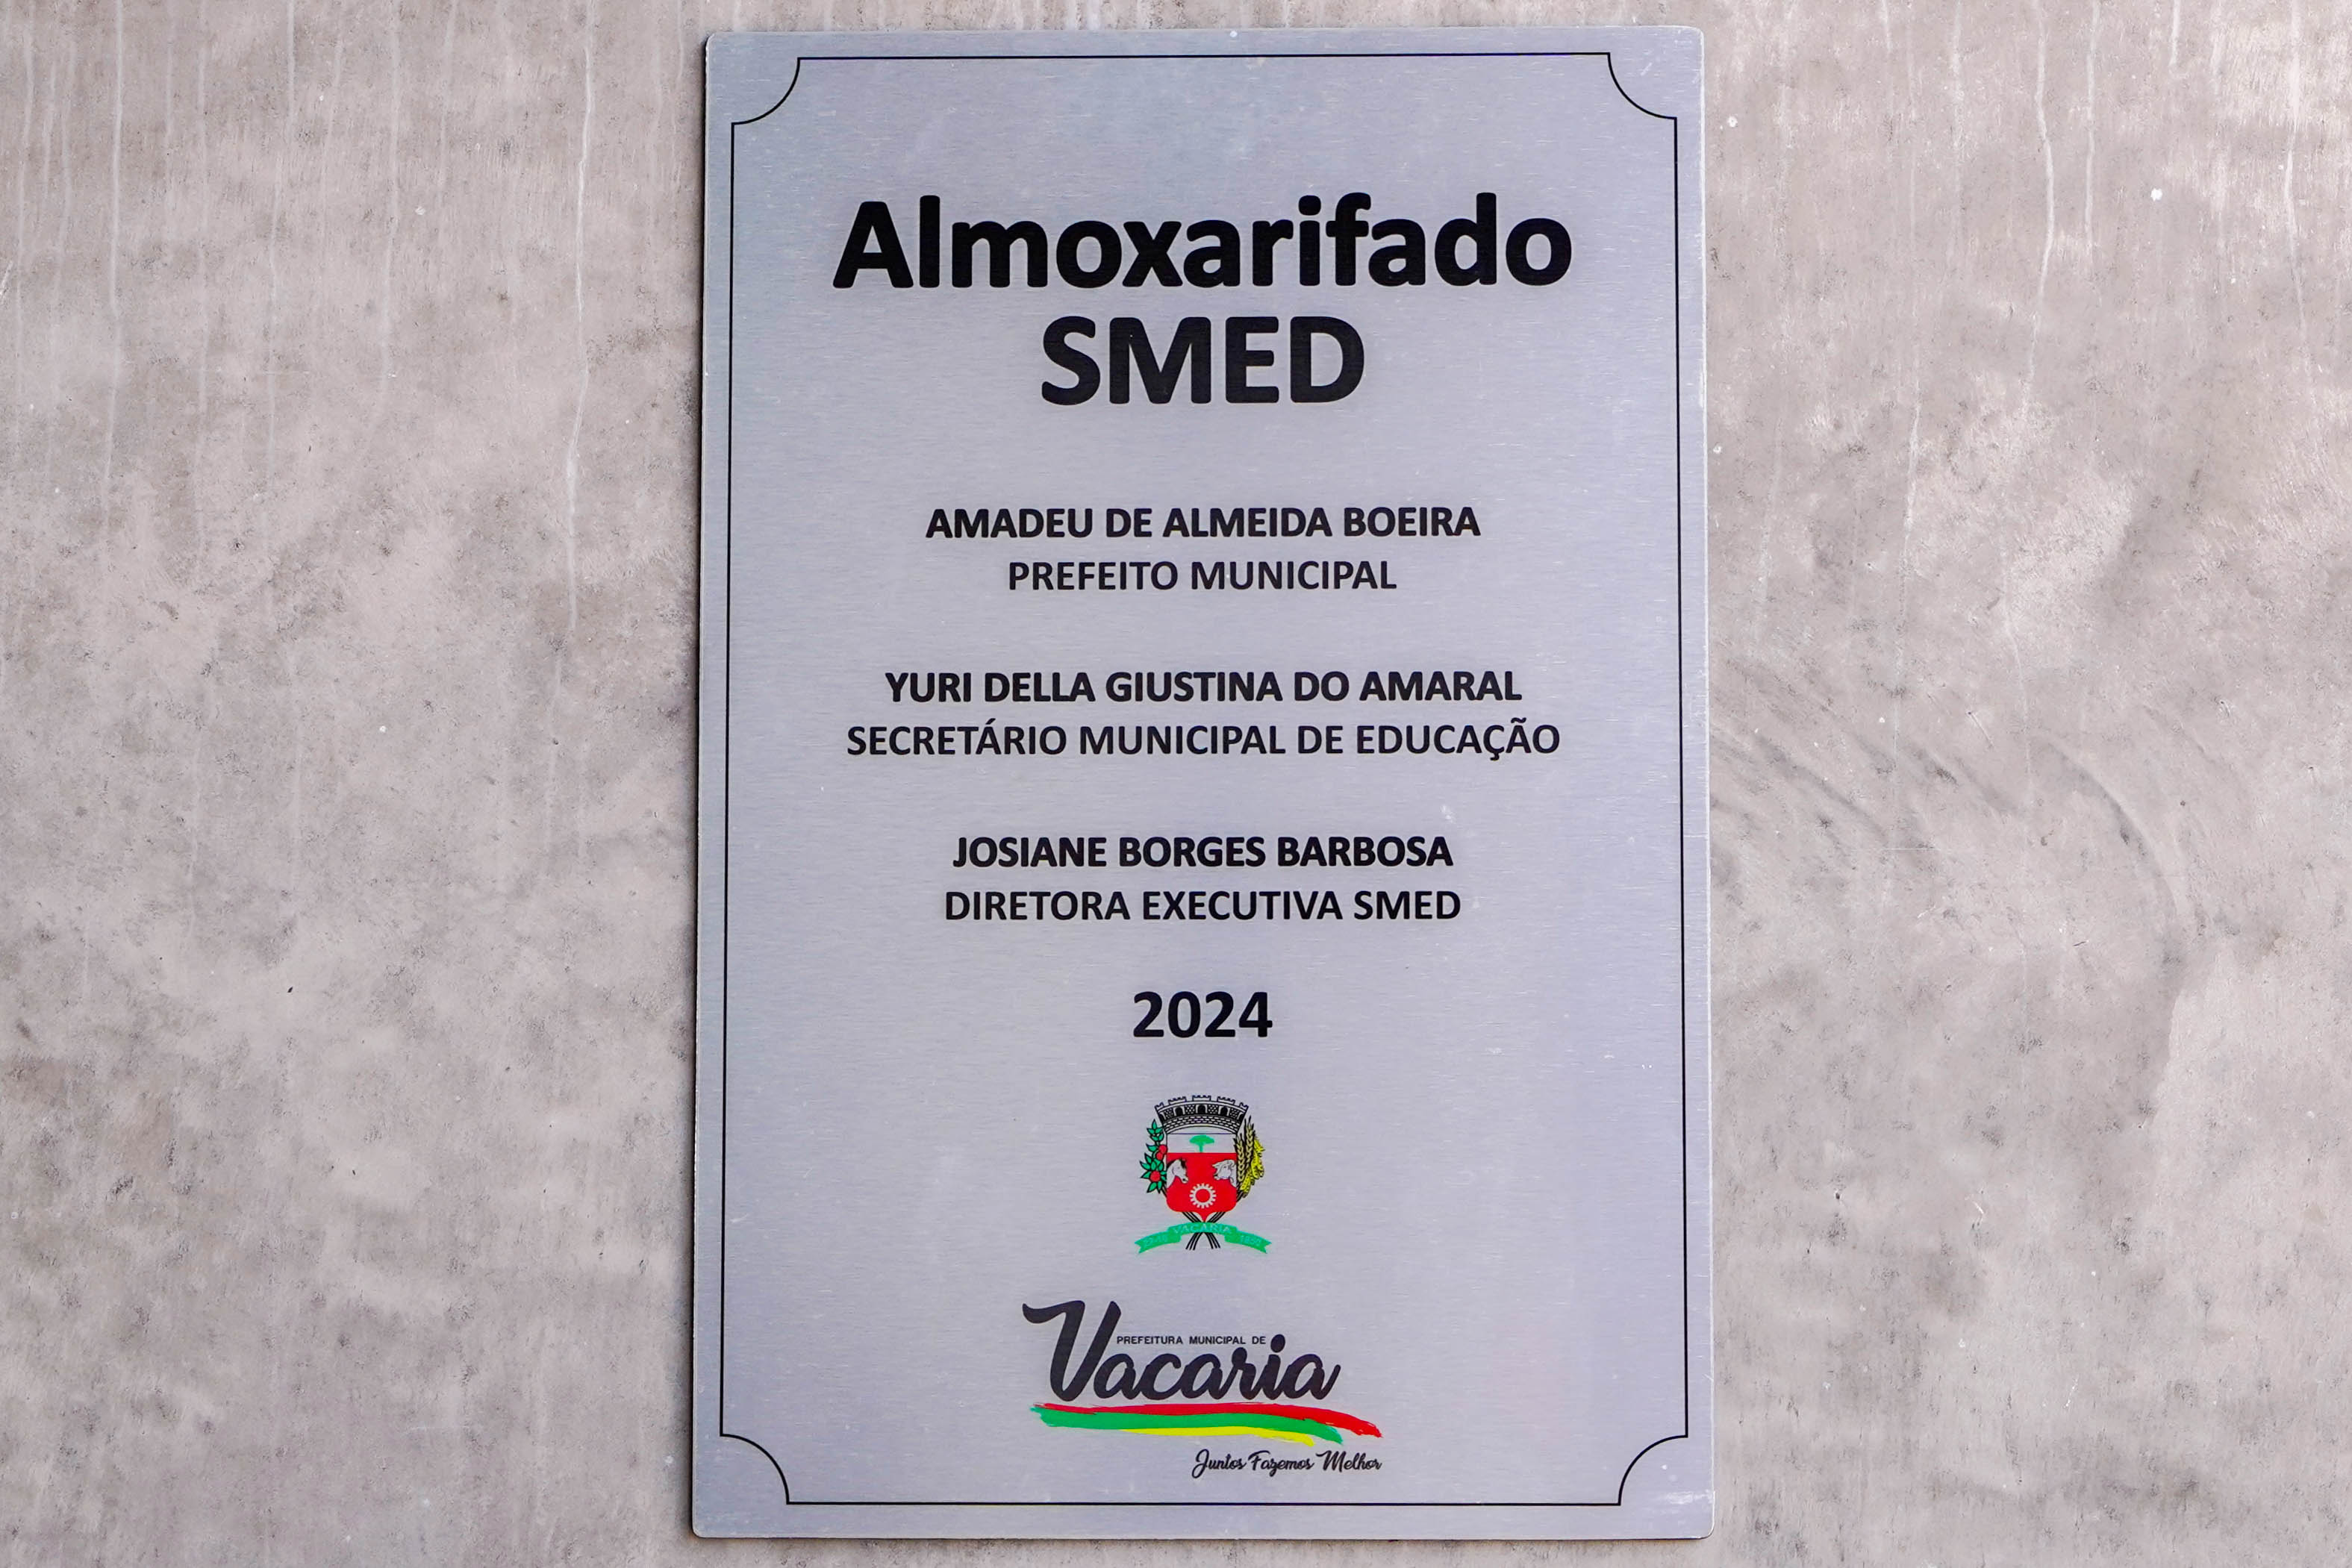 Almoxarifado
SMED
AMADEU DE ALMEIDA BOEIRA
PREFEITO MUNICIPAL
YURI DELLA GIUSTINA DO AMARAL
SECRETÁRIO MUNICIPAL DE EDUCAÇÃO
JOSIANE BORGES BARBOSA
DIRETORA EXECUTIVA SMED
2024
VACARIA
PREFEITURA MUNICIPAL DE
Vacaria
Juntos Fazemos Melhor